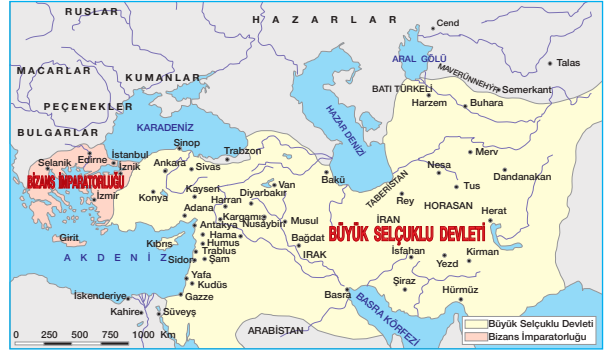 RUSLAR
HAZARLAR
Cend
MACARLAR
KUMANLAR
ARAL GÖLÜ
Talas
MAVERÜNNEHİR
PEÇENEKLER
BATI TÜRKELİ
Semerkant
Harzem
Buhara
BULGARLAR
KARADENİZ
HAZAR DENİZİ
Sinop
Selanik
Edirne
İstanbul
İznik
Trabzon
Ankara
Sivas
Merv
Nesa
Dandanakan
BİZANS İMPARATORLUĞU
Bakü
TABERİSTAN
Tus
İzmir
Konya
Kayseri
Van
Diyarbakır
Rey
HORASAN
Harran
Adana
Kargamış
Nusaybin
Musul
İRAN
Herat
Antakya
BÜYÜK SELÇUKLU DEVLETİ
Girit
Kıbrıs
Hama
Humus
Bağdat
Trablus
IRAK
İsfahan
Kirman
AKDENİZ
Sidon
Şam
Yezd
Yafa
Kudüs
Şiraz
Hürmüz
İskenderiye
Gazze
Basra
BASRA KÖRFEZİ
Kahire
Süveyş
ARABİSTAN
0 250 500 750 1000 Km
Büyük Selçuklu Devleti
Bizans İmparatorluğu